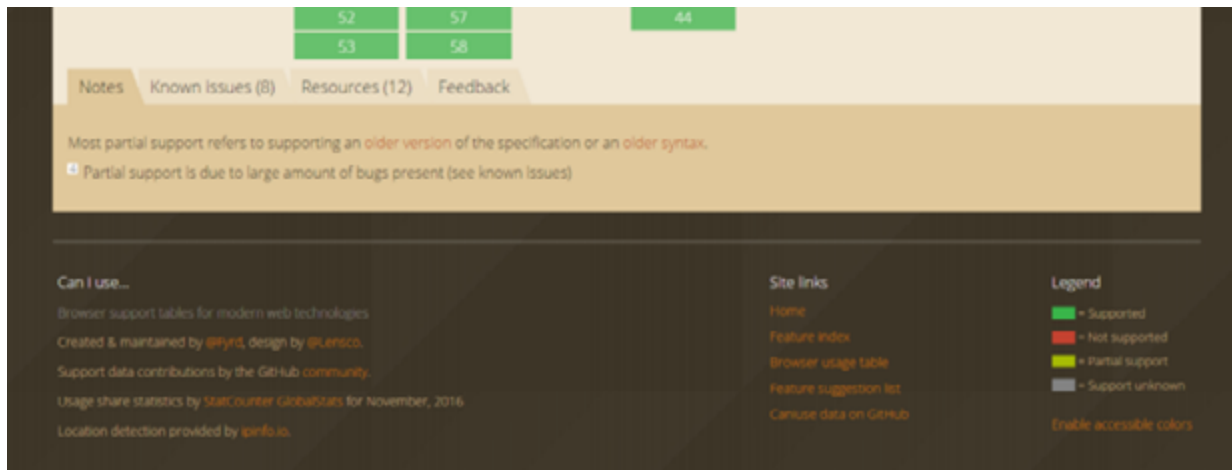 52 57 44
53 58
Notes Known issues (8) Resources (12) Feedback
Most partial support refers to supporting an older version of the specification or an older syntax.
4 Partial support is due to large amount of bugs present (see known issues)
Can I use...
Browser support tables for modern web technologies
Created & maintained by @Fyrd, design by @Lensco.
Support data contributions by the GitHub community.
Usage share statistics by StatCounter GlobalStats for November, 2016
Location detection provided by ipinfo.io.
Site links
Home
Feature index
Browser usage table
Feature suggestion list
Caniuse data on GitHub
Legend
= Supported
= Not supported
= Partial support
= Support unknown
Enable accessible colors